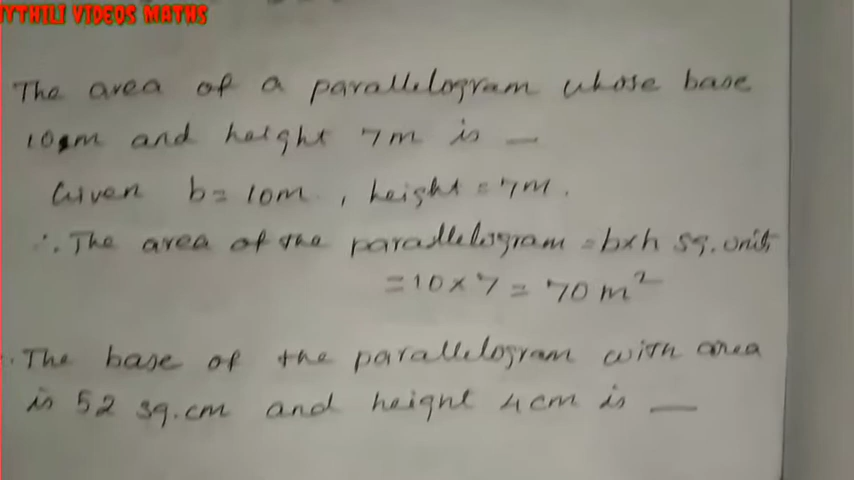 YTHILI VIDEOS MATHS
The area of a parallelogram whose base
10m and height 7m is —
Given b = 10m, height = 7m.
∴ The area of the parallelogram = b×h sq. units
= 10 × 7 = 70 m²
. The base of the parallelogram with area
is 52 sq.cm and height 4cm is —